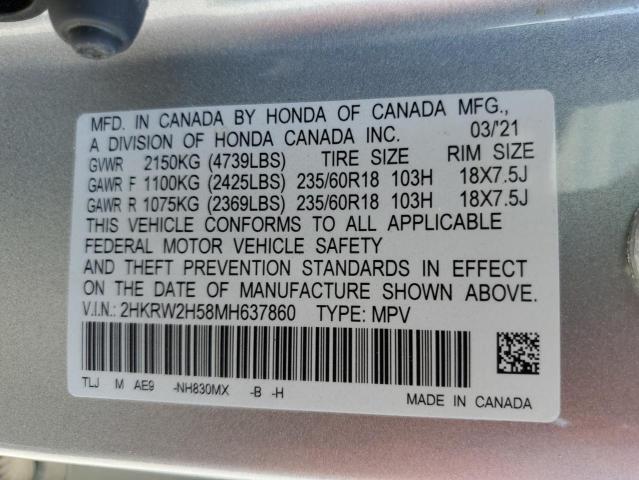 MFD. IN CANADA BY HONDA OF CANADA MFG.,
A DIVISION OF HONDA CANADA INC. 03/'21
GVWR 2150KG (4739LBS) TIRE SIZE RIM SIZE
GAWR F 1100KG (2425LBS) 235/60R18 103H 18X7.5J
GAWR R 1075KG (2369LBS) 235/60R18 103H 18X7.5J
THIS VEHICLE CONFORMS TO ALL APPLICABLE
FEDERAL MOTOR VEHICLE SAFETY
AND THEFT PREVENTION STANDARDS IN EFFECT
ON THE DATE OF MANUFACTURE SHOWN ABOVE.
V.I.N.: 2HKRW2H58MH637860 TYPE: MPV
TLJ M AE9 -NH830MX -B -H
MADE IN CANADA